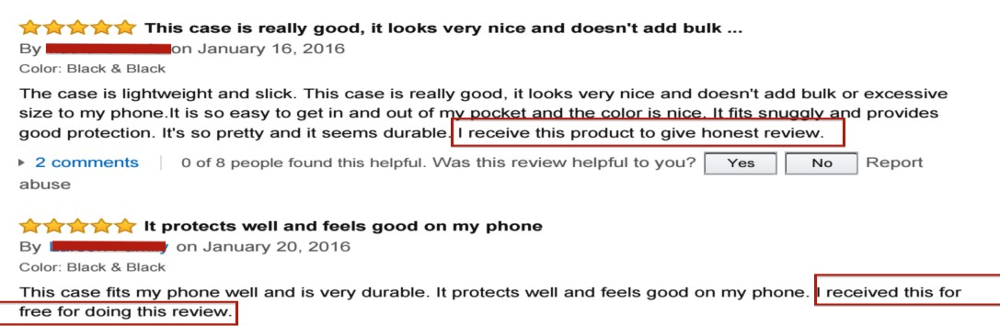 This case is really good, it looks very nice and doesn't add bulk ...
By on January 16, 2016
Color: Black & Black
The case is lightweight and slick. This case is really good, it looks very nice and doesn't add bulk or excessive
size to my phone.It is so easy to get in and out of my pocket and the color is nice. It fits snuggly and provides
good protection. It's so pretty and it seems durable. I receive this product to give honest review.
2 comments 0 of 8 people found this helpful. Was this review helpful to you? Yes No Report
abuse
It protects well and feels good on my phone
By on January 20, 2016
Color: Black & Black
This case fits my phone well and is very durable. It protects well and feels good on my phone. I received this for
free for doing this review.